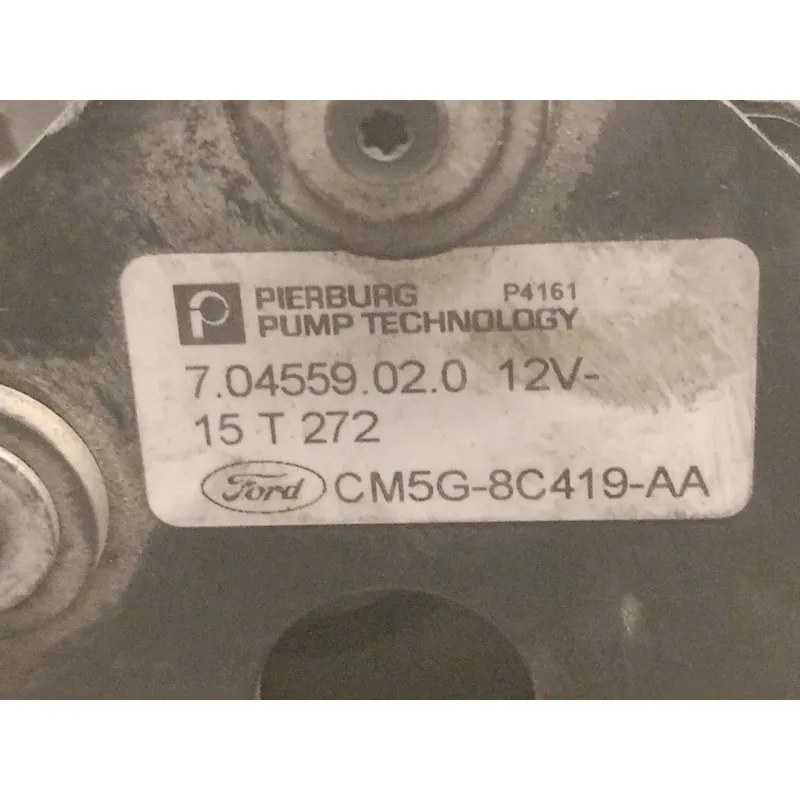 PIERBURG P4161
PUMP TECHNOLOGY
7.04559.02.0 12V-
15 T 272
Ford CM5G-8C419-AA